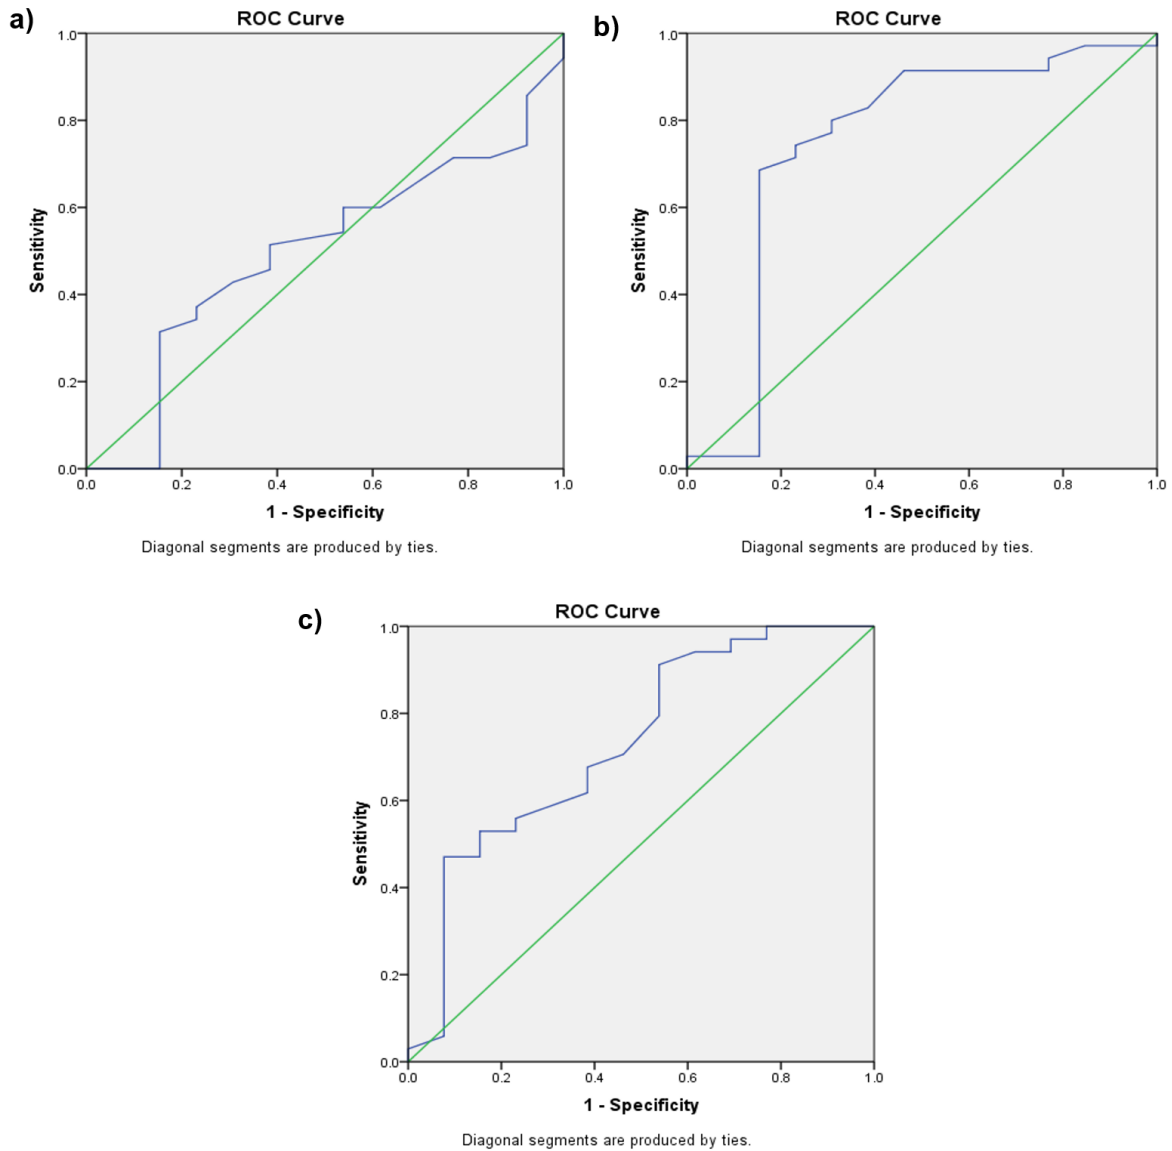 a)
ROC Curve
1.0
0.8
0.6
0.4
0.2
0.0
Sensitivity
0.0 0.2 0.4 0.6 0.8 1.0
1 - Specificity
Diagonal segments are produced by ties.
b)
ROC Curve
1.0
0.8
0.6
0.4
0.2
0.0
Sensitivity
0.0 0.2 0.4 0.6 0.8 1.0
1 - Specificity
Diagonal segments are produced by ties.
c)
ROC Curve
1.0
0.8
0.6
0.4
0.2
0.0
Sensitivity
0.0 0.2 0.4 0.6 0.8 1.0
1 - Specificity
Diagonal segments are produced by ties.